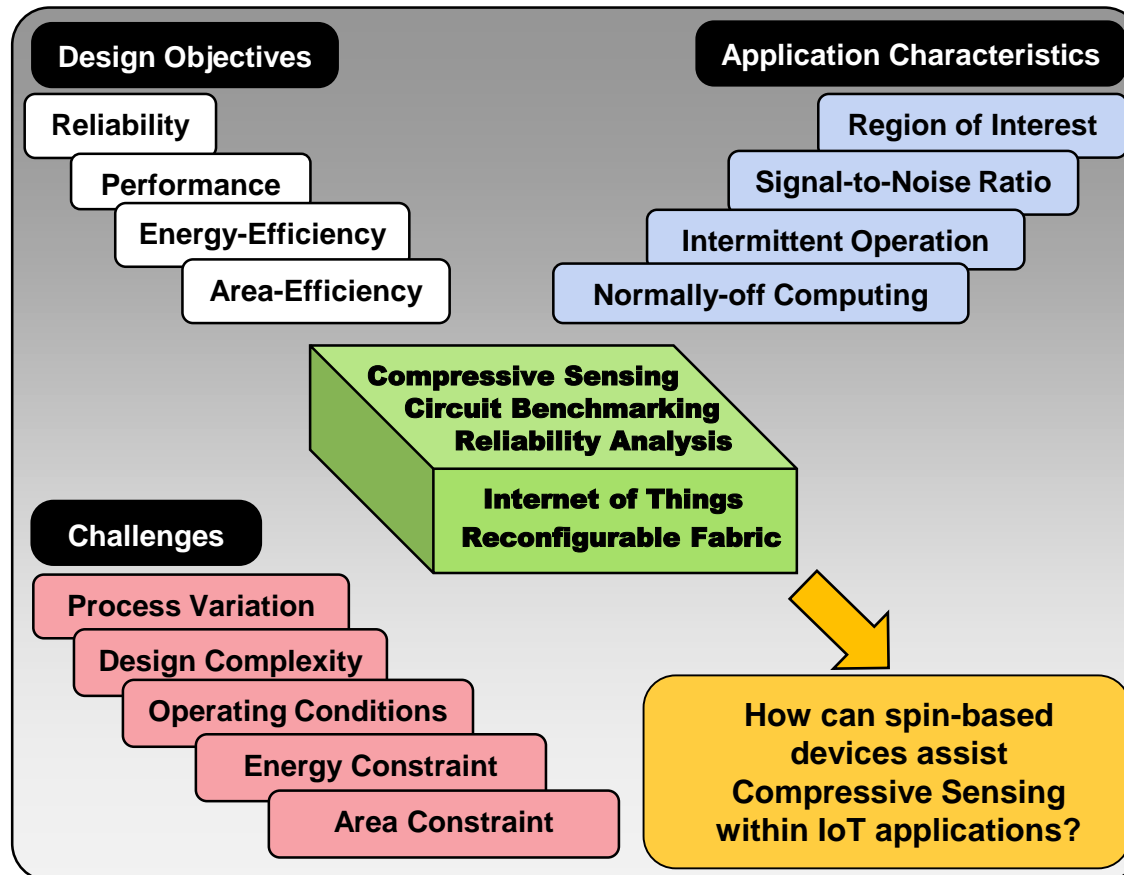 Design Objectives
Reliability
Performance
Energy-Efficiency
Area-Efficiency
Application Characteristics
Region of Interest
Signal-to-Noise Ratio
Intermittent Operation
Normally-off Computing
Compressive Sensing
Circuit Benchmarking
Reliability Analysis
Internet of Things
Reconfigurable Fabric
Challenges
Process Variation
Design Complexity
Operating Conditions
Energy Constraint
Area Constraint
How can spin-based
devices assist
Compressive Sensing
within IoT applications?